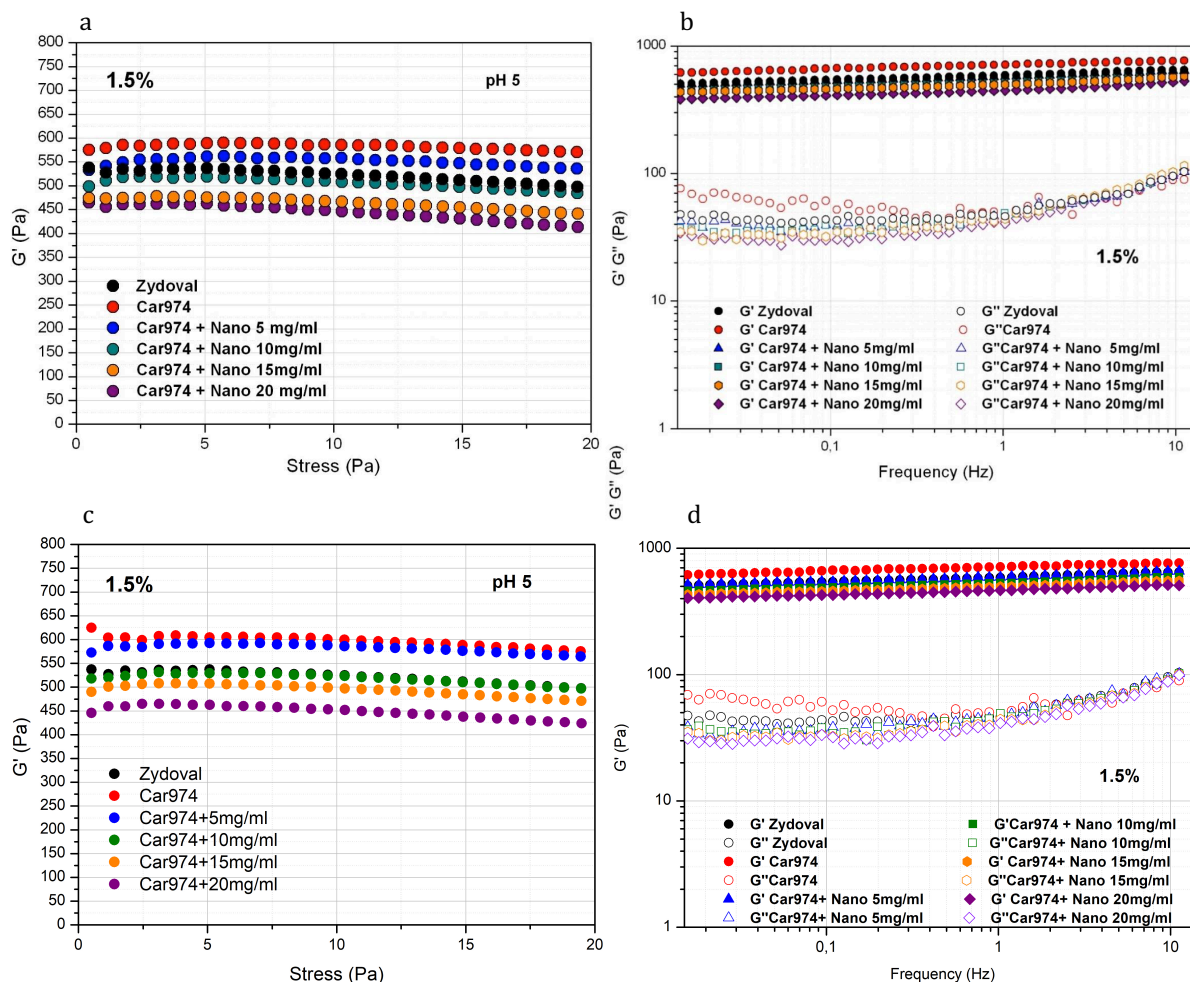 a
800
750
700
650
600
550
500
450
400
350
300
250
200
150
100
50
0
G' (Pa)
1.5%
pH 5
Zydoval
Car974
Car974 + Nano 5 mg/ml
Car974 + Nano 10mg/ml
Car974 + Nano 15mg/ml
Car974 + Nano 20 mg/ml
0 5 10 15 20
Stress (Pa)
b
1000
100
10
1
G' G'' (Pa)
1.5%
G' Zydoval
G' Car974
G' Car974 + Nano 5mg/ml
G' Car974 + Nano 10mg/ml
G' Car974 + Nano 15mg/ml
G' Car974 + Nano 20mg/ml
G'' Zydoval
G''Car974
G''Car974 + Nano 5mg/ml
G''Car974 + Nano 10mg/ml
G''Car974 + Nano 15mg/ml
G''Car974 + Nano 20mg/ml
0,1 1 10
Frequency (Hz)
G' G'' (Pa)
c
800
750
700
650
600
550
500
450
400
350
300
250
200
150
100
50
0
G' (Pa)
1.5%
pH 5
Zydoval
Car974
Car974+5mg/ml
Car974+10mg/ml
Car974+15mg/ml
Car974+20mg/ml
0 5 10 15 20
Stress (Pa)
d
1000
100
10
1
G' (Pa)
1.5%
G' Zydoval
G'' Zydoval
G' Car974
G''Car974
G' Car974+ Nano 5mg/ml
G''Car974+ Nano 5mg/ml
G'Car974 + Nano 10mg/ml
G''Car974+ Nano 10mg/ml
G' Car974+ Nano 15mg/ml
G''Car974+ Nano 15mg/ml
G' Car974+ Nano 20mg/ml
G''Car974+ Nano 20mg/ml
0,1 1 10
Frequency (Hz)